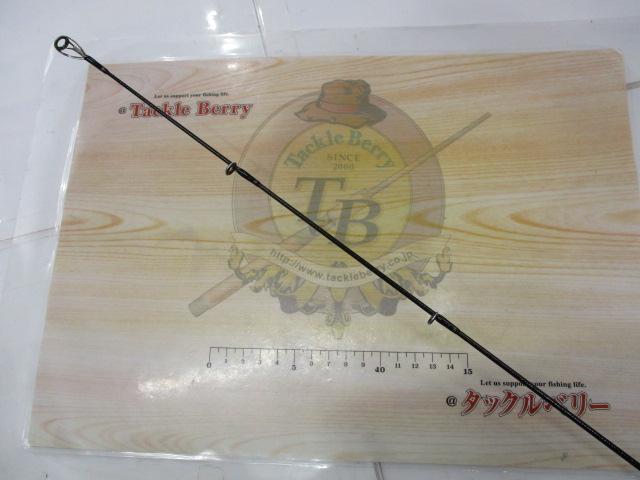 Let us support your fishing life.
@ Tackle Berry
Tackle Berry
SINCE
2000
TB
http://www.tackleberry.co.jp
0 1 2 3 4 5 6 7 8 9 40 11 12 13 14 15
Let us support your fishing life.
@ タックルベリー